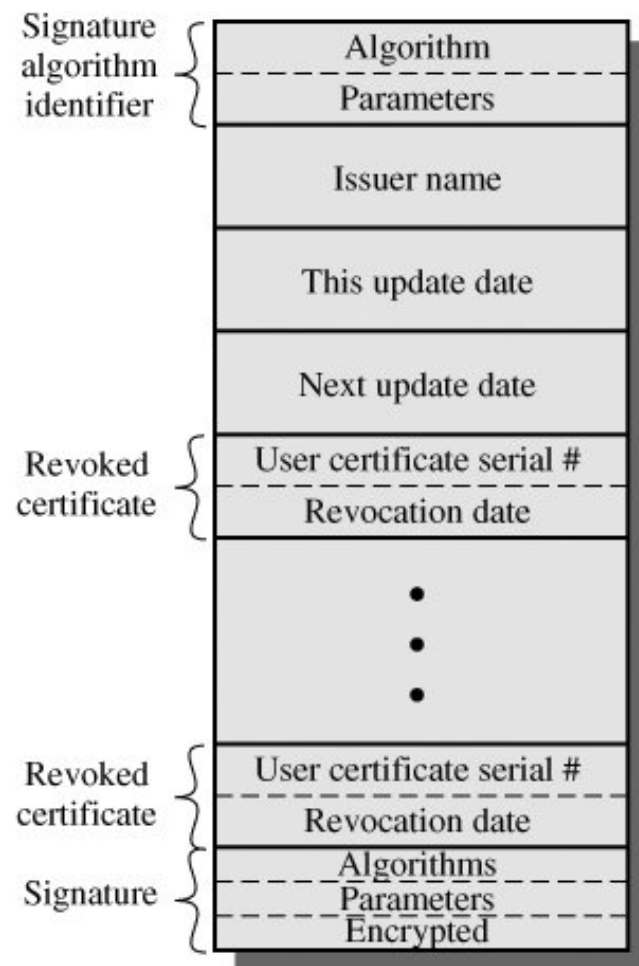 Signature
algorithm
identifier
Algorithm
Parameters
Issuer name
This update date
Next update date
Revoked
certificate
User certificate serial #
Revocation date
Revoked
certificate
User certificate serial #
Revocation date
Signature
Algorithms
Parameters
Encrypted